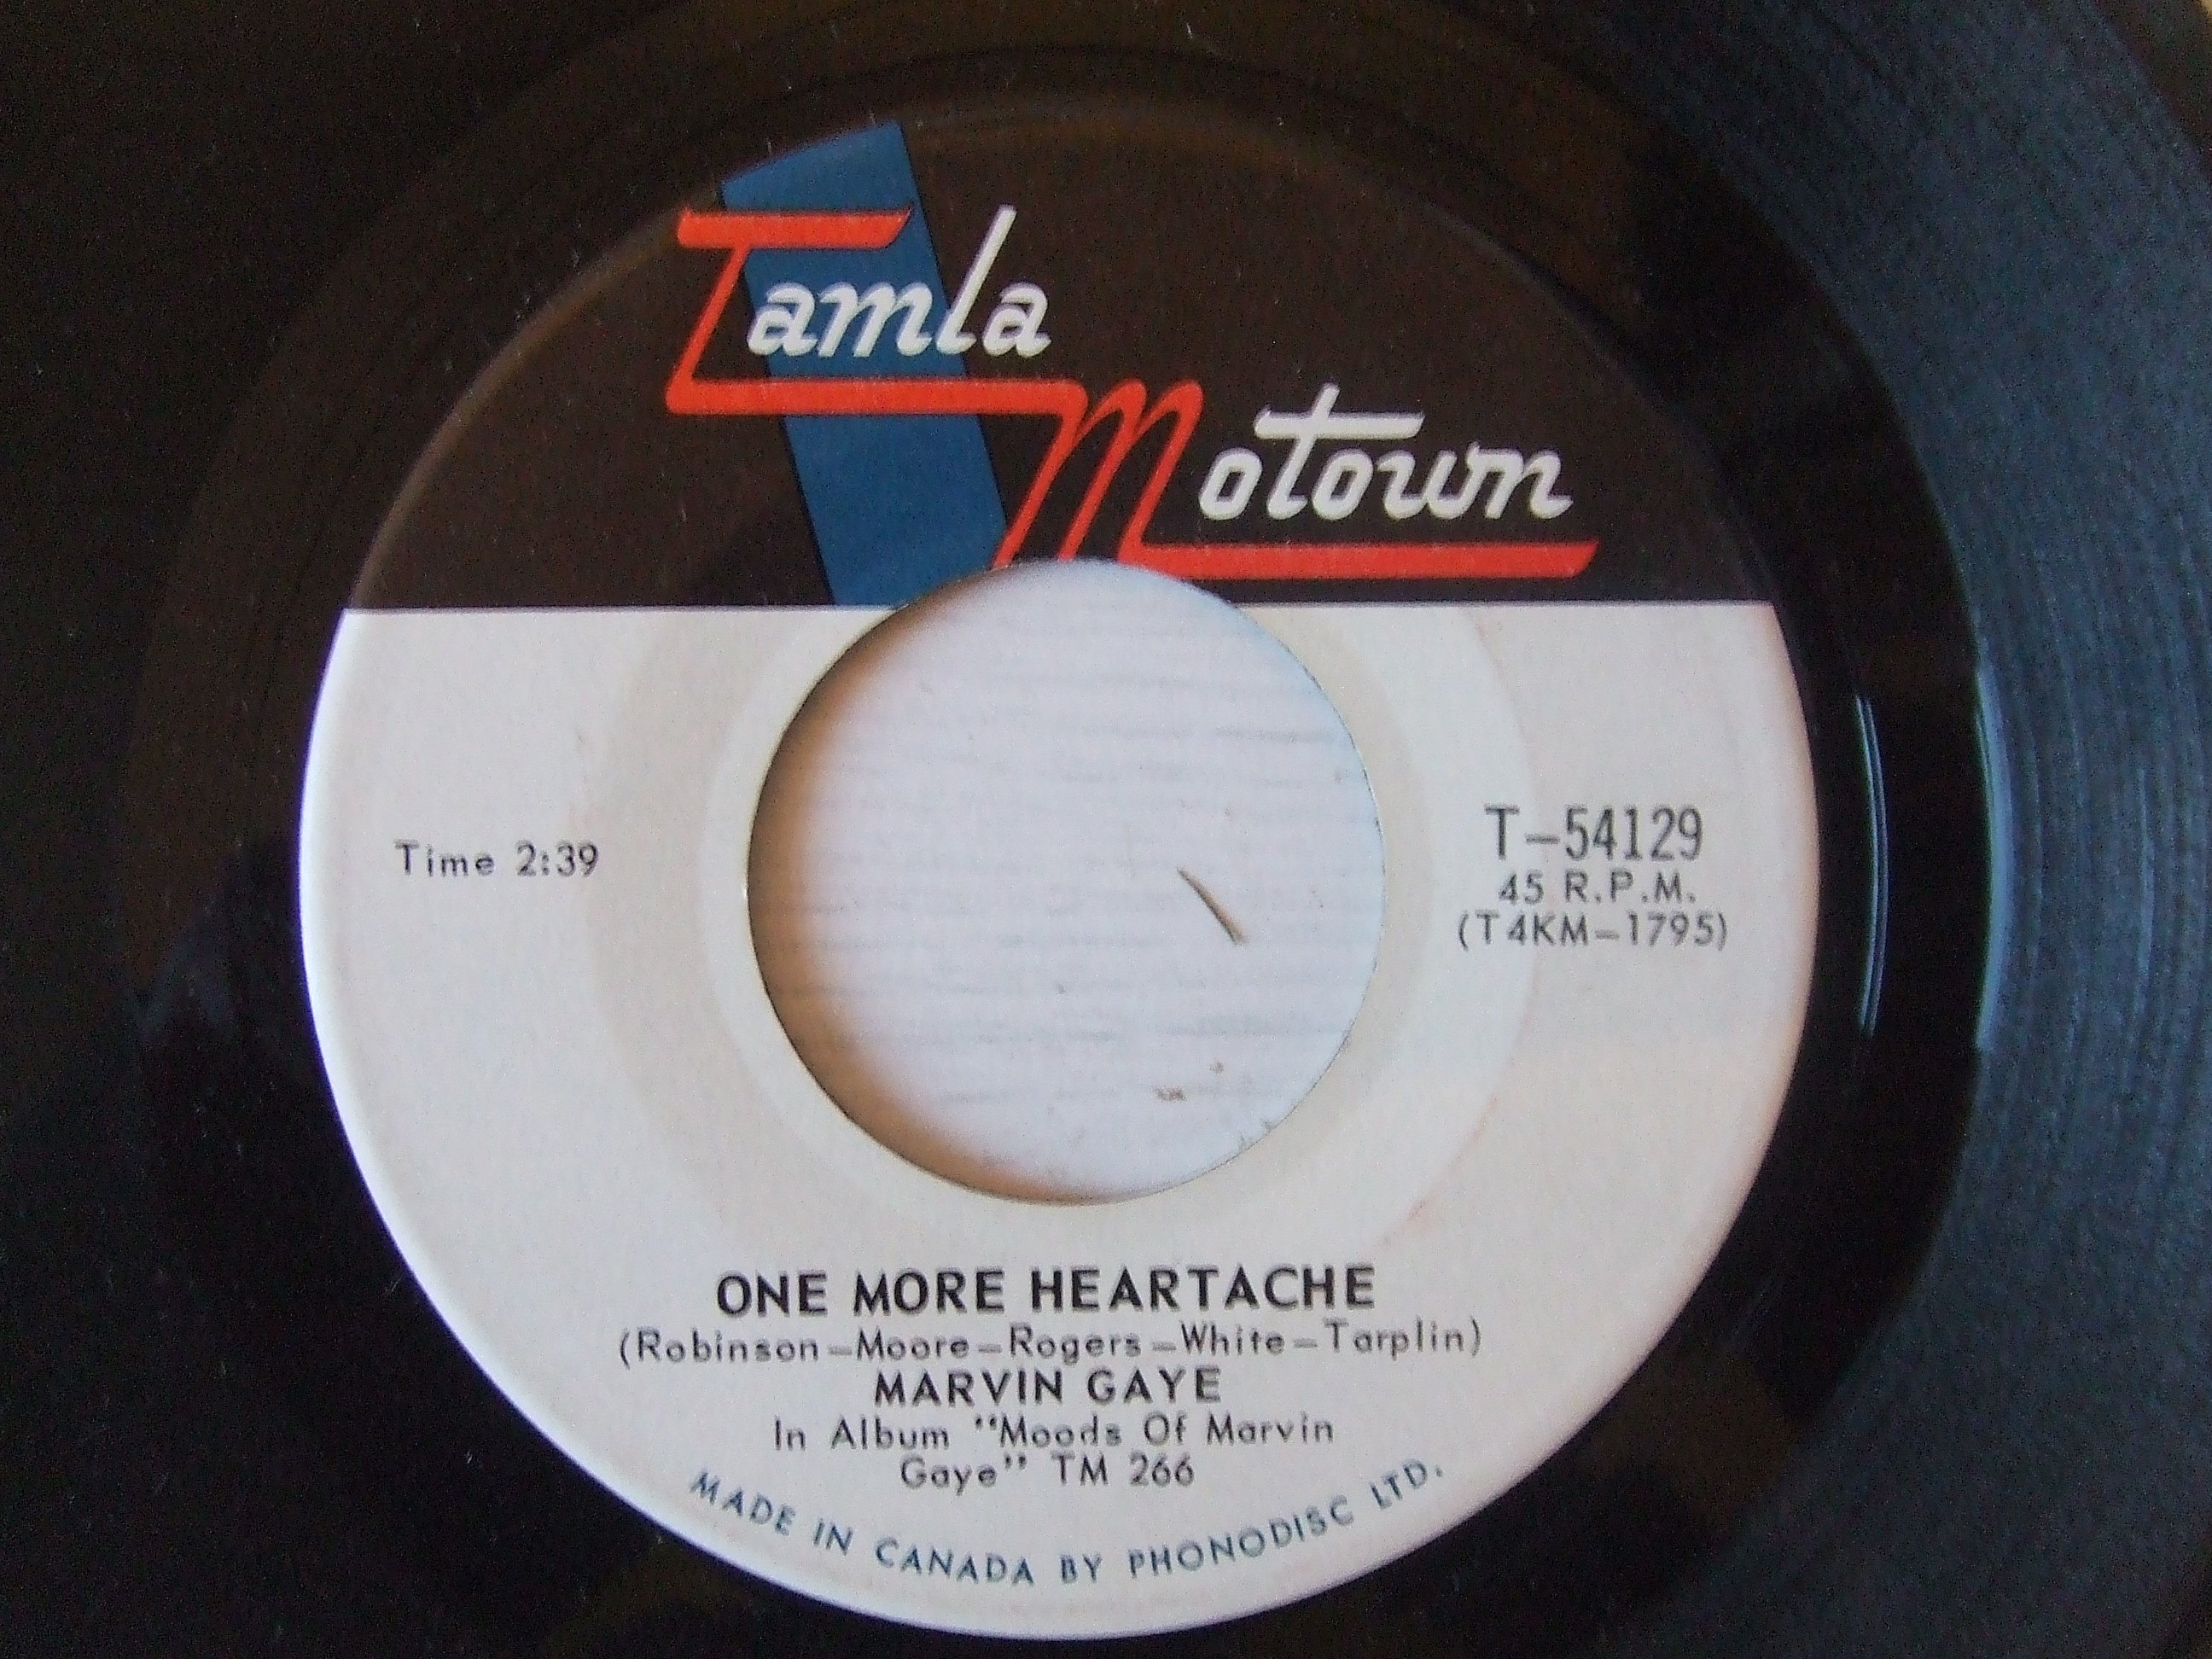 Tamla
Motown
Time 2:39
T-54129
45 R.P.M.
(T4KM-1795)
ONE MORE HEARTACHE
(Robinson-Moore-Rogers-White-Tarplin)
MARVIN GAYE
In Album "Moods Of Marvin
Gaye" TM 266
MADE IN CANADA BY PHONODISC LTD.